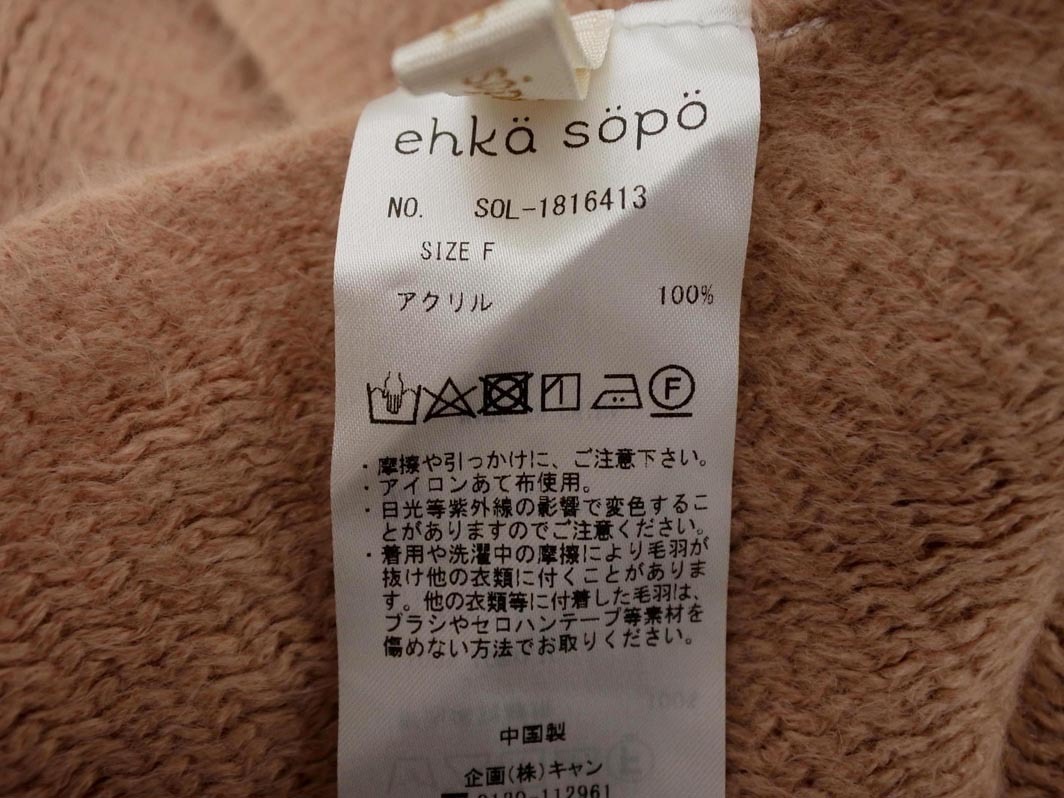 ehkä söpö
NO. SOL-1816413
SIZE F
アクリル 100%
F
・摩擦や引っかけに、ご注意下さい。
・アイロンあて布使用。
・日光等紫外線の影響で変色するこ
とがありますのでご注意ください。
・着用や洗濯中の摩擦により毛羽が
抜け他の衣類に付くことがありま
す。他の衣類等に付着した毛羽は、
ブラシやセロハンテープ等素材を
傷めない方法でお取りください。
中国製
企画(株)キャン
0120-112961